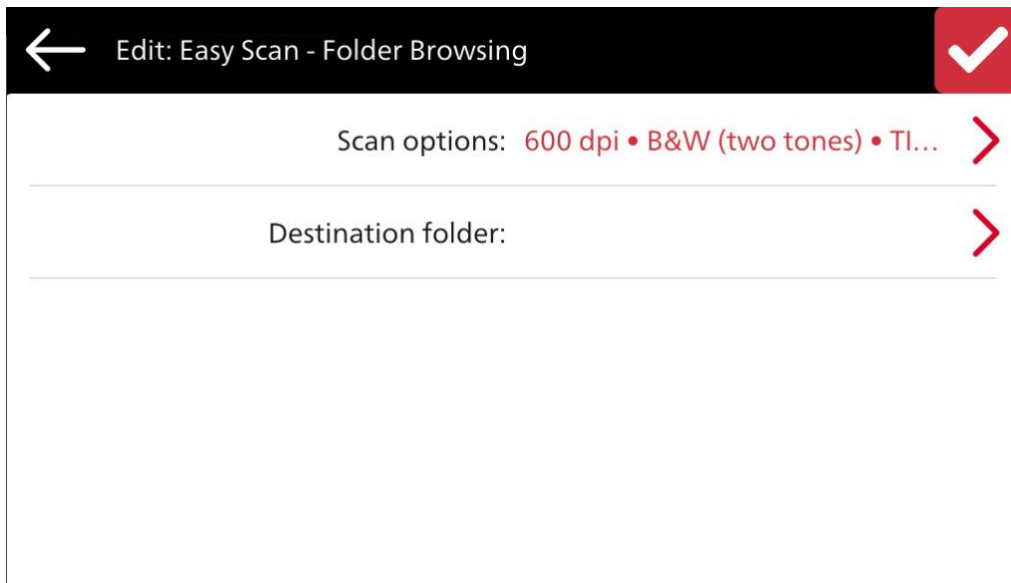 Edit: Easy Scan - Folder Browsing
Scan options: 600 dpi • B&W (two tones) • TI...
Destination folder: